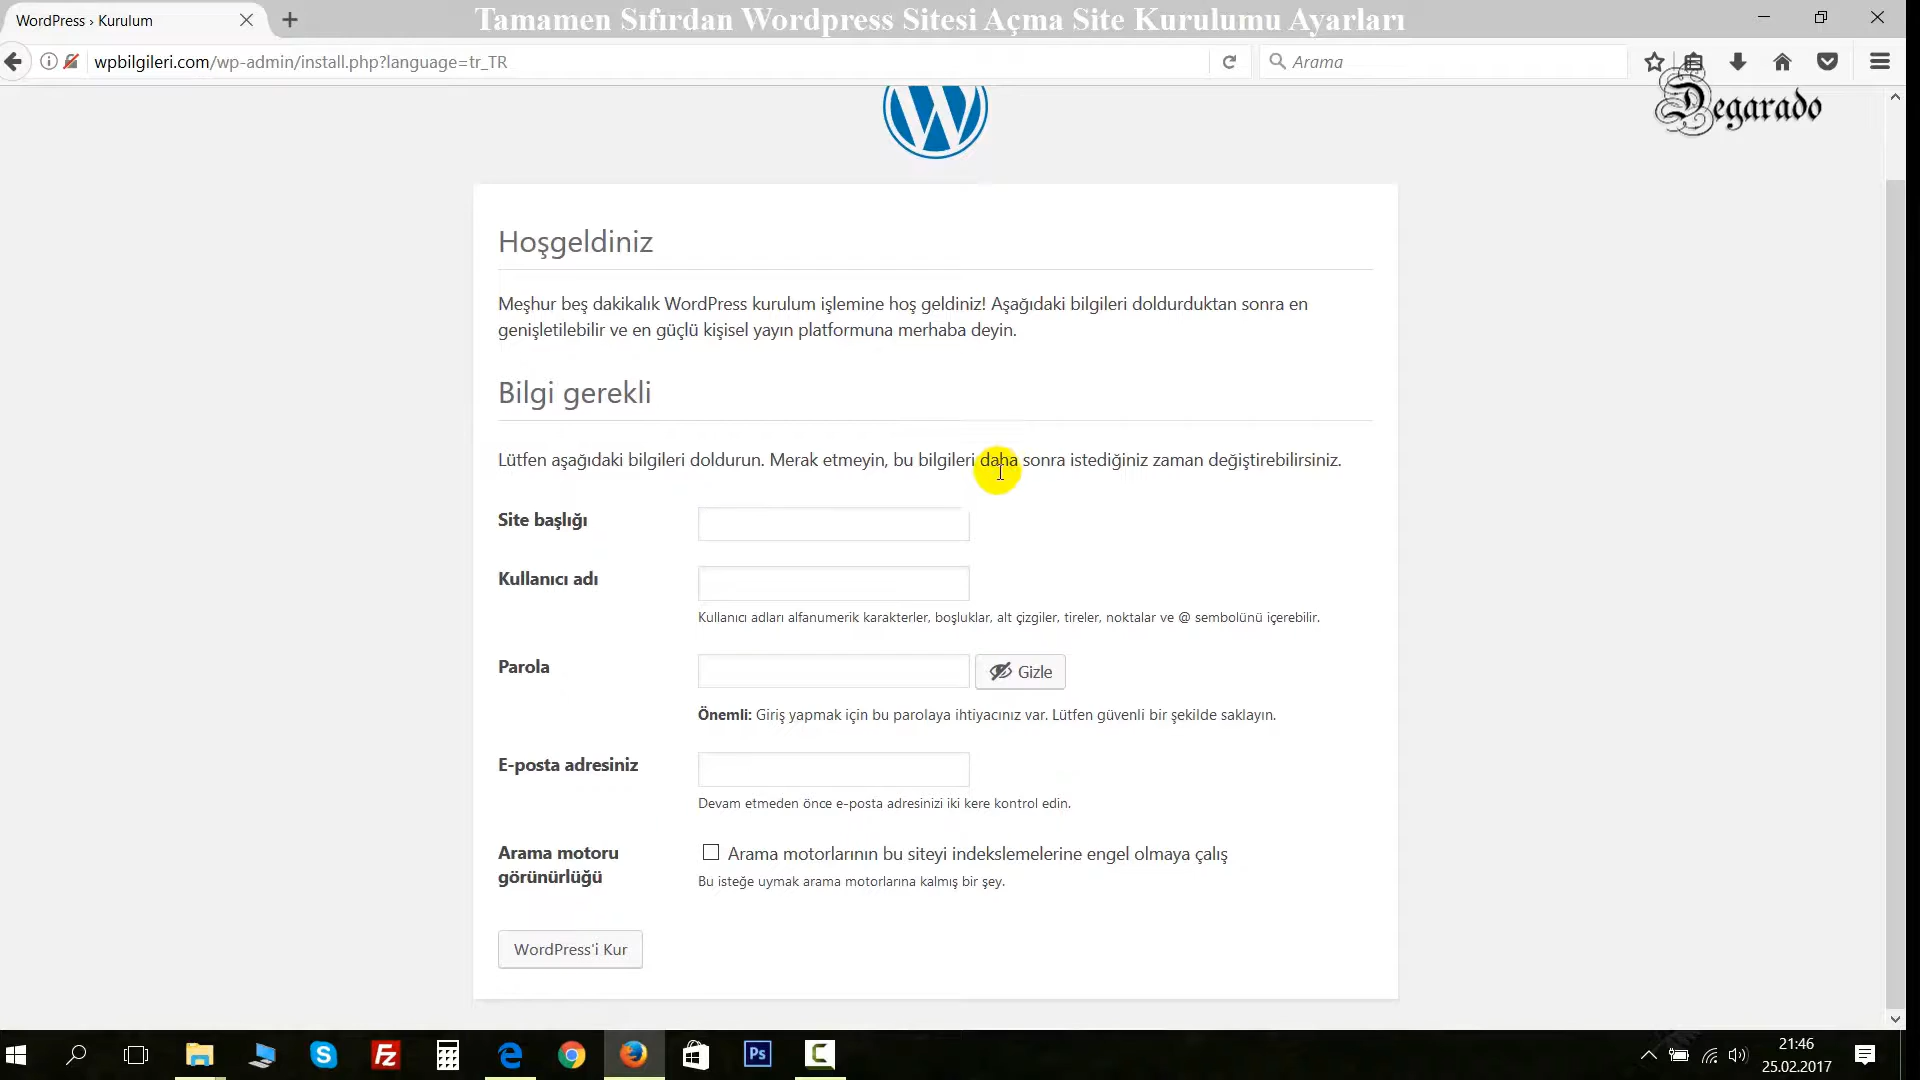 WordPress › Kurulum
Tamamen Sıfırdan Wordpress Sitesi Açma Site Kurulumu Ayarları
wpbilgileri.com/wp-admin/install.php?language=tr_TR
Arama
Degarado
Hoşgeldiniz
Meşhur beş dakikalık WordPress kurulum işlemine hoş geldiniz! Aşağıdaki bilgileri doldurduktan sonra en
genişletilebilir ve en güçlü kişisel yayın platformuna merhaba deyin.
Bilgi gerekli
Lütfen aşağıdaki bilgileri doldurun. Merak etmeyin, bu bilgileri daha sonra istediğiniz zaman değiştirebilirsiniz.
Site başlığı
Kullanıcı adı
Kullanıcı adları alfanumerik karakterler, boşluklar, alt çizgiler, tireler, noktalar ve @ sembolünü içerebilir.
Parola
Gizle
Önemli: Giriş yapmak için bu parolaya ihtiyacınız var. Lütfen güvenli bir şekilde saklayın.
E-posta adresiniz
Devam etmeden önce e-posta adresinizi iki kere kontrol edin.
Arama motoru
görünürlüğü
Arama motorlarının bu siteyi indekslemelerine engel olmaya çalış
Bu isteğe uymak arama motorlarına kalmış bir şey.
WordPress'i Kur
Ps
21:46
25.02.2017